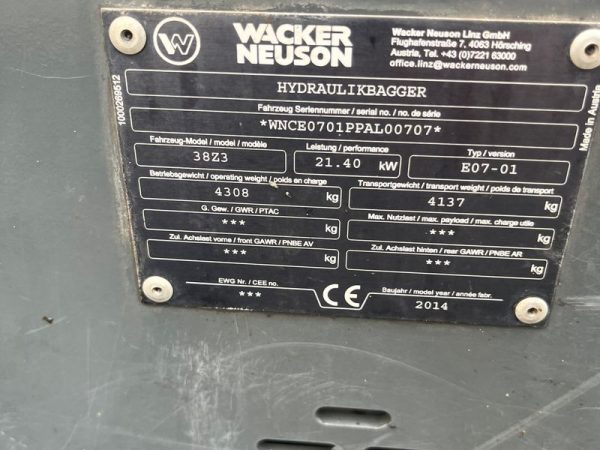 WACKER
NEUSON
Wacker Neuson Linz GmbH
Flughafenstraße 7, 4063 Hörsching
Austria, Tel. +43 (0)7221 63000
office.linz@wackerneuson.com
HYDRAULIKBAGGER
Fahrzeug Seriennummer / serial no. / no. de série
*WNCE0701PPAL00707*
Fahrzeug-Model / model / modèle
38Z3
Leistung / performance
21.40 kW
Typ / version
E07-01
Betriebsgewicht / operating weight / poids en charge
4308 kg
Transportgewicht / transport weight / poids de transport
4137 kg
G. Gew. / GWR / PTAC
*** kg
Max. Nutzlast / max. payload / max. charge utile
*** kg
Zul. Achslast vorne / front GAWR / PNBE AV
*** kg
Zul. Achslast hinten / rear GAWR / PNBE AR
*** kg
EWG Nr. / CEE no.
***
CE
Baujahr / model year / année fabr.
2014
1000269512
Made in Austria